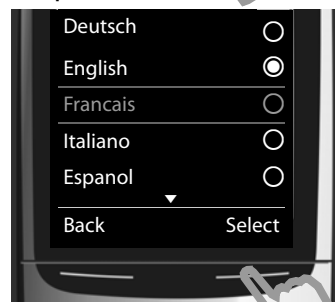 Deutsch
English
Francais
Italiano
Espanol
Back Select